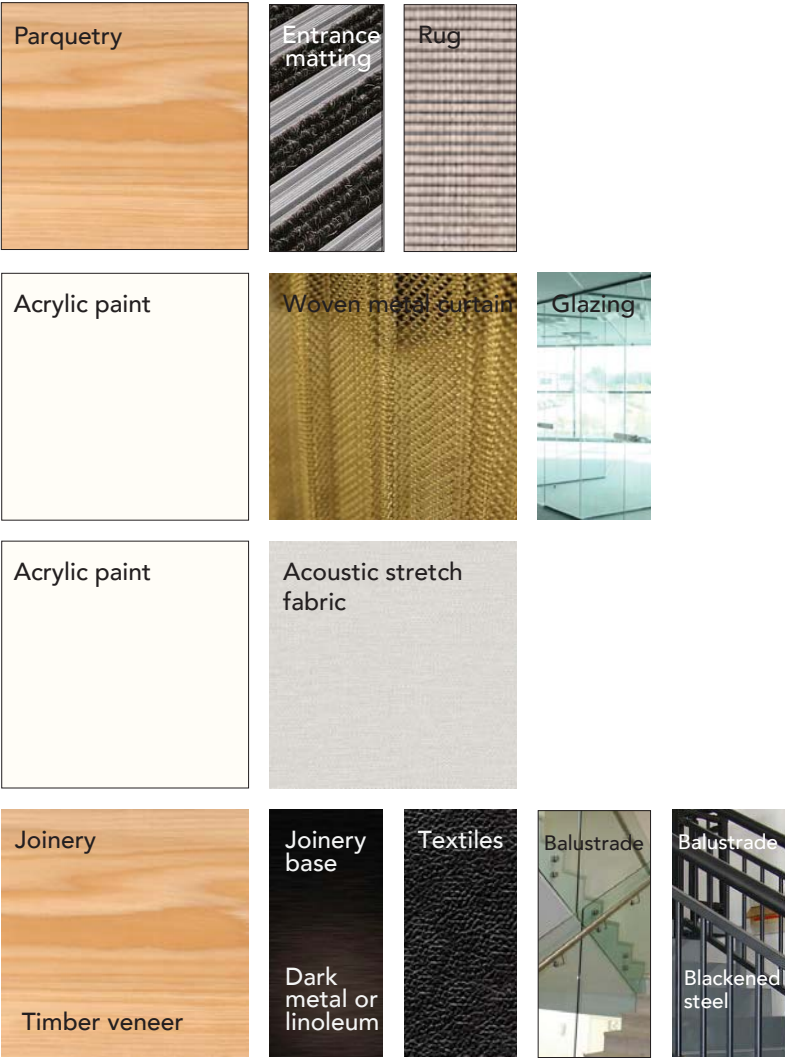 Parquetry
Entrance
matting
Rug
Acrylic paint
Woven metal curtain
Glazing
Acrylic paint
Acoustic stretch
fabric
Joinery
Timber veneer
Joinery
base
Dark
metal or
linoleum
Textiles
Balustrade
Balustrade
Blackened
steel